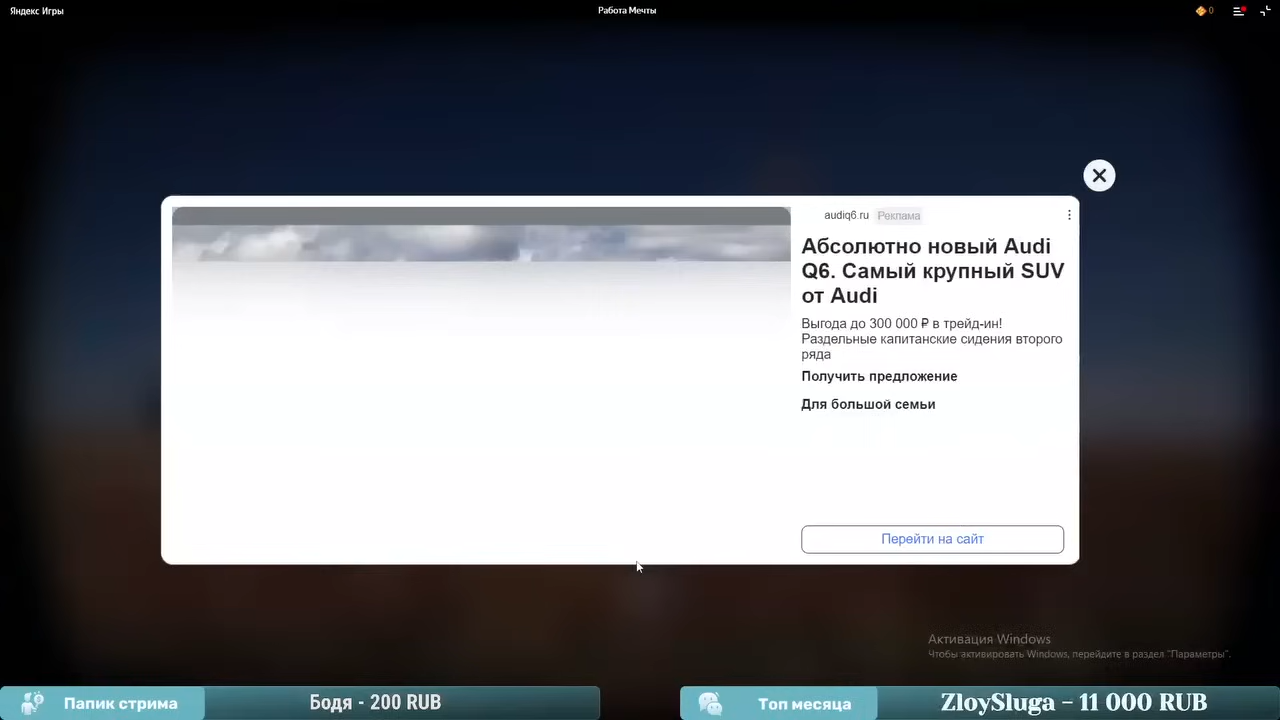 Яндекс Игры
Работа Мечты
0
audiq6.ru Реклама
Абсолютно новый Audi
Q6. Самый крупный SUV
от Audi
Выгода до 300 000 ₽ в трейд-ин!
Раздельные капитанские сидения второго
ряда
Получить предложение
Для большой семьи
Перейти на сайт
Активация Windows
Чтобы активировать Windows, перейдите в раздел "Параметры".
Папик стрима
Бодя - 200 RUB
Топ месяца
ZloySluga - 11 000 RUB